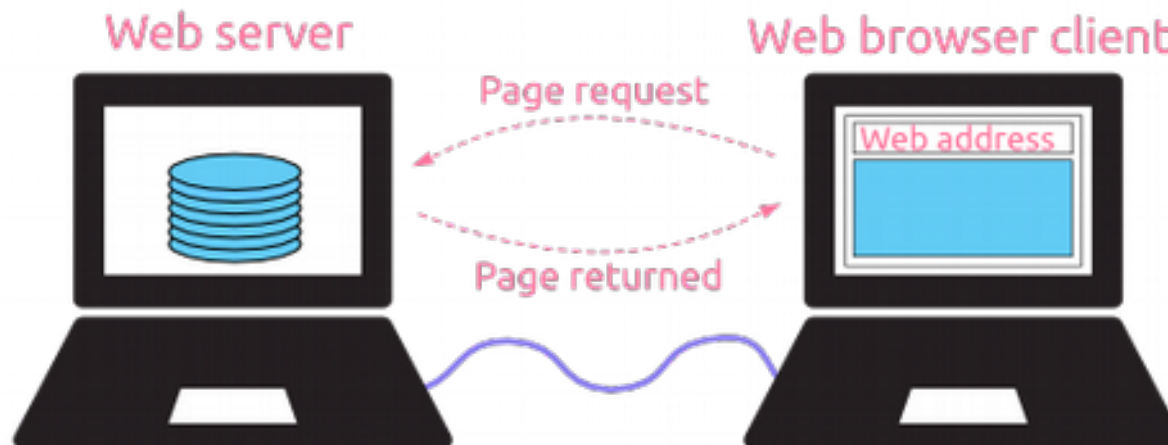 Web server
Web browser client
Page request
Web address
Page returned